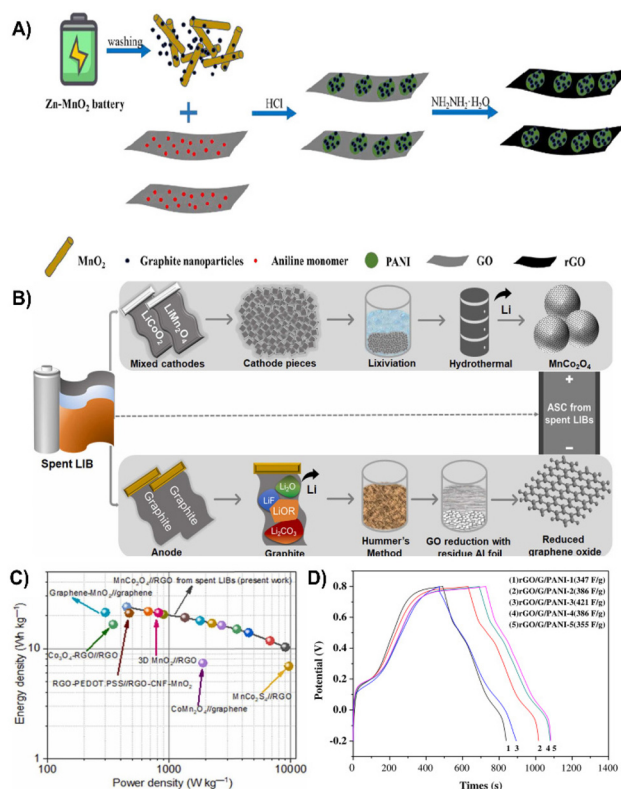 A)
washing
Zn-MnO₂ battery
HCl
NH₂NH₂·H₂O
MnO₂
Graphite nanoparticles
Aniline monomer
PANI
GO
rGO
B)
LiCoO₂
LiMn₂O₄
Li
Mixed cathodes
Cathode pieces
Lixiviation
Hydrothermal
MnCo₂O₄
+
ASC from
spent LIBs
−
Spent LIB
Graphite
Graphite
Li₂O
LiF
LiOR
Li₂CO₃
Li
Anode
Graphite
Hummer's
Method
GO reduction with
residue Al foil
Reduced
graphene oxide
C)
MnCo₂O₄//RGO from spent LIBs (present work)
Graphene-MnO₂//graphene
Co₃O₄-RGO//RGO
3D MnO₂//RGO
RGO-PEDOT:PSS//RGO-CNF-MnO₂
CoMn₂O₄//graphene
MnCo₂S₄//RGO
Energy density (Wh kg⁻¹)
100
10
1
100
1000
10000
Power density (W kg⁻¹)
D)
(1)rGO/G/PANI-1(347 F/g)
(2)rGO/G/PANI-2(386 F/g)
(3)rGO/G/PANI-3(421 F/g)
(4)rGO/G/PANI-4(386 F/g)
(5)rGO/G/PANI-5(355 F/g)
Potential (V)
0.8
0.6
0.4
0.2
0.0
-0.2
1 3 2 4 5
0 200 400 600 800 1000 1200 1400
Times (s)